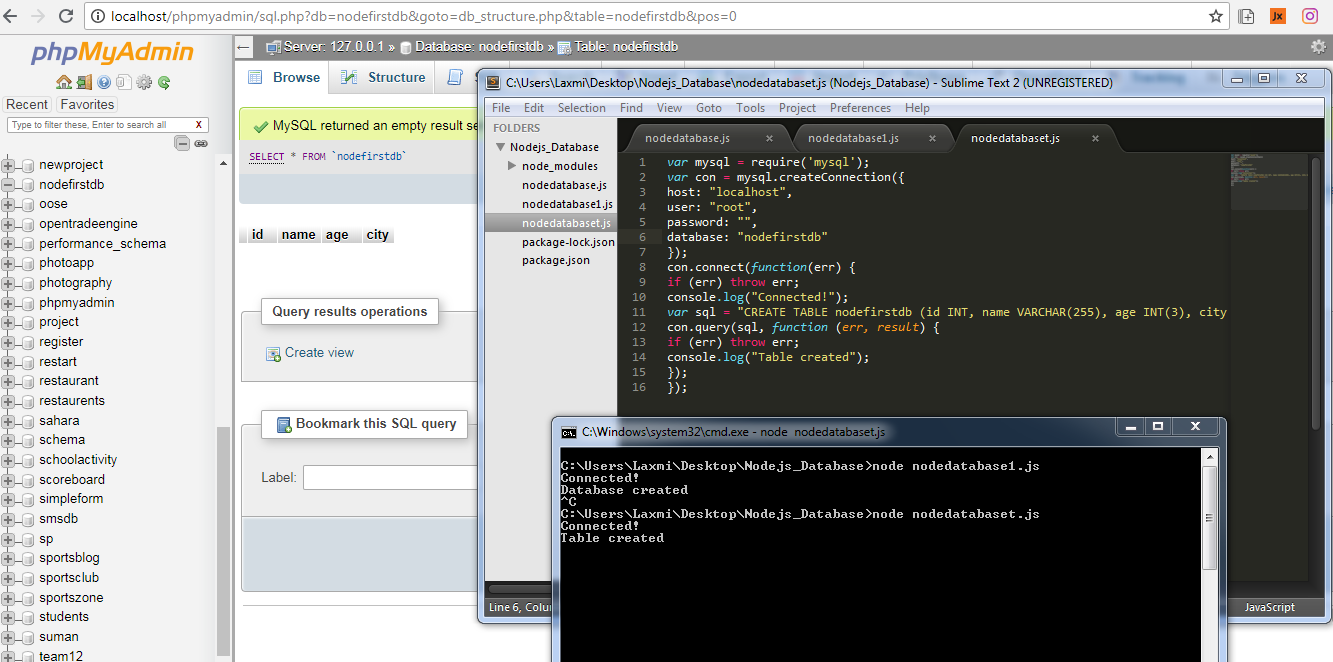 localhost/phpmyadmin/sql.php?db=nodefirstdb&goto=db_structure.php&table=nodefirstdb&pos=0
Jx
phpMyAdmin
Recent Favorites
Type to filter these, Enter to search all X
newproject
nodefirstdb
oose
opentradeengine
performance_schema
photoapp
photography
phpmyadmin
project
register
restart
restaurant
restaurents
sahara
schema
schoolactivity
scoreboard
simpleform
smsdb
sp
sportsblog
sportsclub
sportszone
students
suman
team12
Server: 127.0.0.1 » Database: nodefirstdb » Table: nodefirstdb
Browse Structure S
Tracking
MySQL returned an empty result se
SELECT * FROM `nodefirstdb`
id name age city
Query results operations
Create view
Bookmark this SQL query
Label:
C:\Users\Laxmi\Desktop\Nodejs_Database\nodedatabaset.js (Nodejs_Database) - Sublime Text 2 (UNREGISTERED)
File Edit Selection Find View Goto Tools Project Preferences Help
FOLDERS
Nodejs_Database
node_modules
nodedatabase.js
nodedatabase1.js
nodedatabaset.js
package-lock.json
package.json
nodedatabase.js × nodedatabase1.js × nodedatabaset.js ×
1 var mysql = require('mysql');
2 var con = mysql.createConnection({
3 host: "localhost",
4 user: "root",
5 password: "",
6 database: "nodefirstdb"
7 });
8 con.connect(function(err) {
9 if (err) throw err;
10 console.log("Connected!");
11 var sql = "CREATE TABLE nodefirstdb (id INT, name VARCHAR(255), age INT(3), city
12 con.query(sql, function (err, result) {
13 if (err) throw err;
14 console.log("Table created");
15 });
16 });
Line 6, Colu
JavaScript
C:\Windows\system32\cmd.exe - node nodedatabaset.js
C:\Users\Laxmi\Desktop\Nodejs_Database>node nodedatabase1.js
Connected!
Database created
^C
C:\Users\Laxmi\Desktop\Nodejs_Database>node nodedatabaset.js
Connected!
Table created